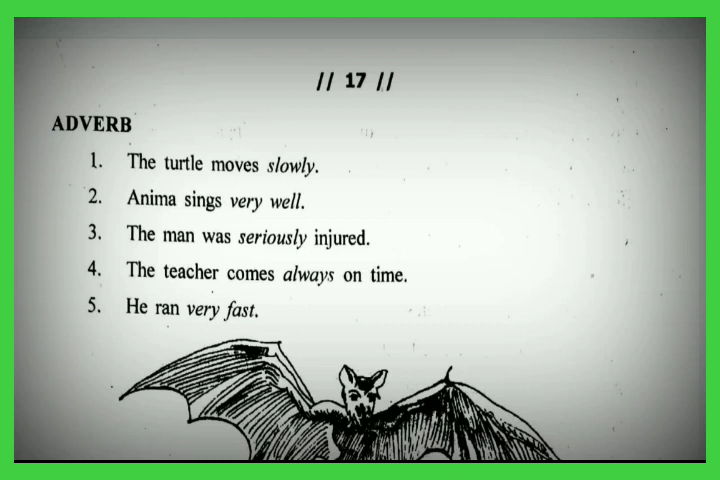 // 17 //
ADVERB
1. The turtle moves slowly.
2. Anima sings very well.
3. The man was seriously injured.
4. The teacher comes always on time.
5. He ran very fast.